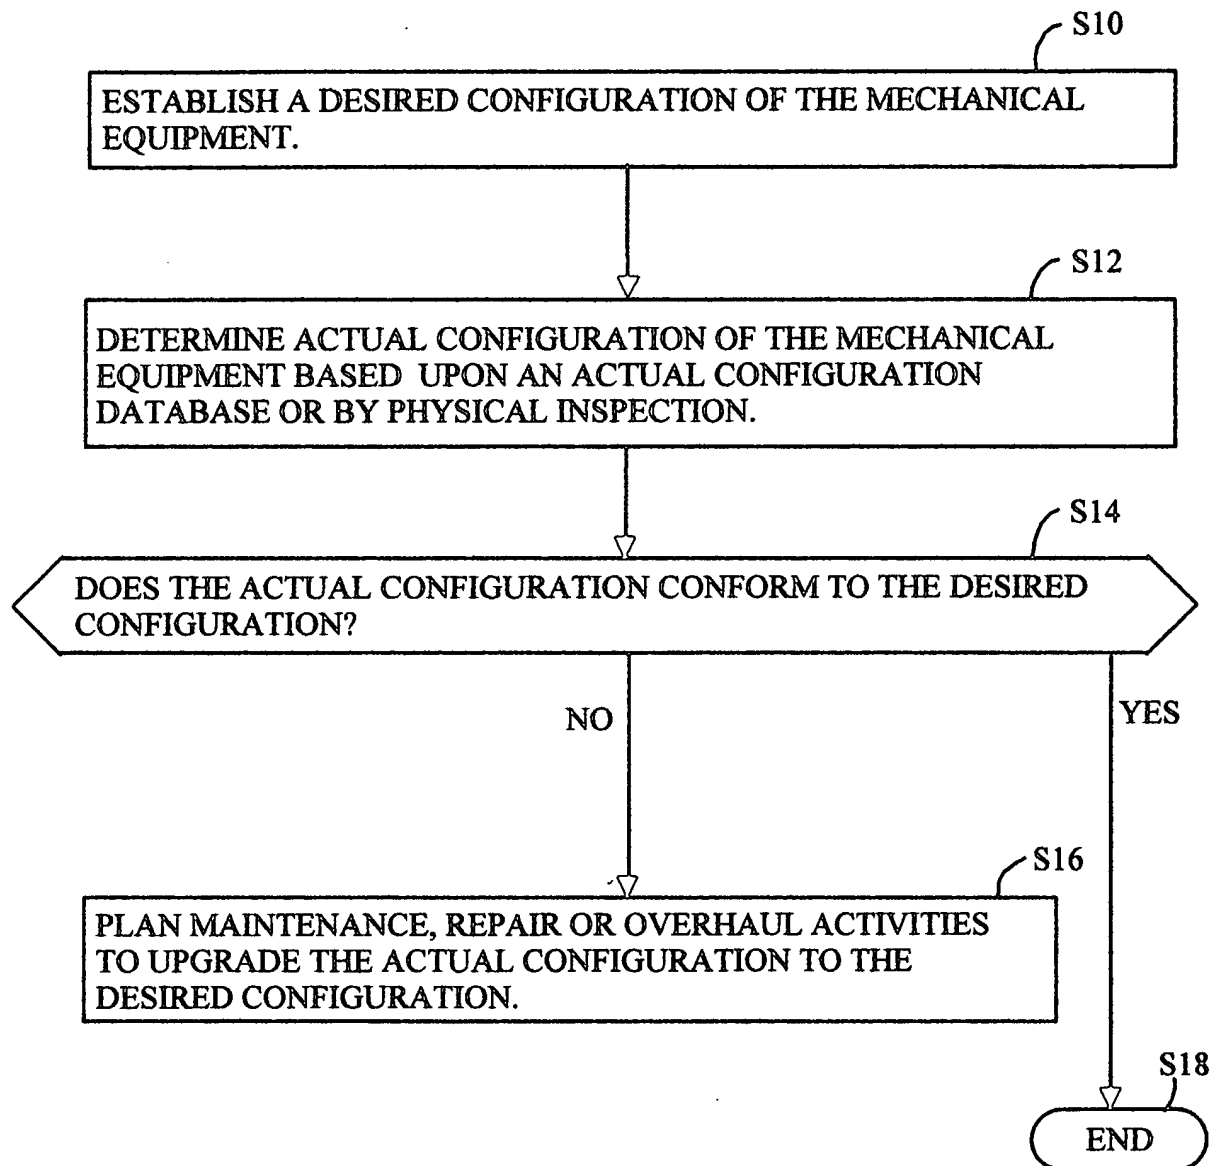 S10
ESTABLISH A DESIRED CONFIGURATION OF THE MECHANICAL
EQUIPMENT.
S12
DETERMINE ACTUAL CONFIGURATION OF THE MECHANICAL
EQUIPMENT BASED UPON AN ACTUAL CONFIGURATION
DATABASE OR BY PHYSICAL INSPECTION.
S14
DOES THE ACTUAL CONFIGURATION CONFORM TO THE DESIRED
CONFIGURATION?
NO
YES
S16
PLAN MAINTENANCE, REPAIR OR OVERHAUL ACTIVITIES
TO UPGRADE THE ACTUAL CONFIGURATION TO THE
DESIRED CONFIGURATION.
S18
END